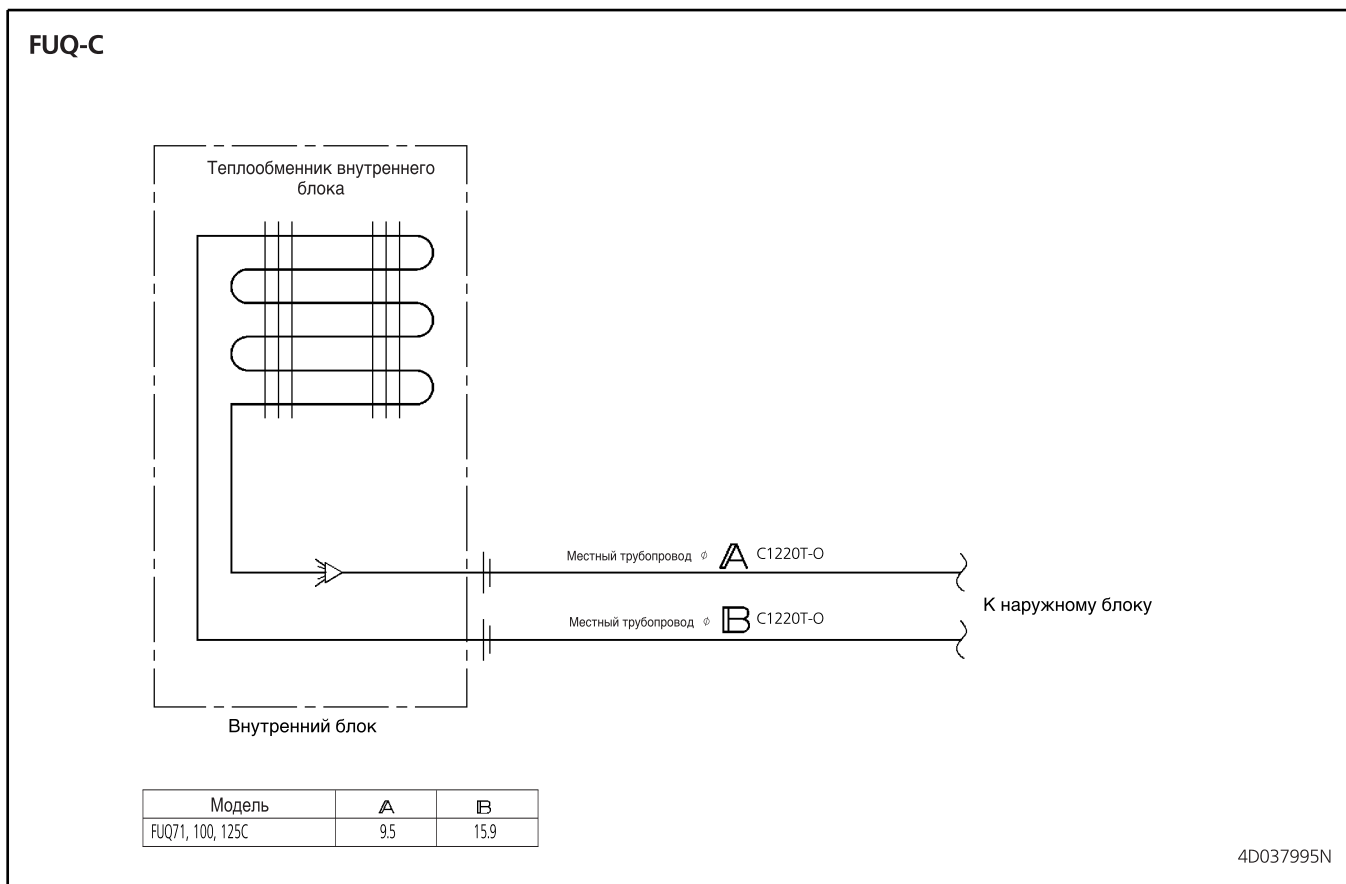 FUQ-C
Теплообменник внутреннего
блока
Местный трубопровод ø A C1220T-O
К наружному блоку
Местный трубопровод ø B C1220T-O
Внутренний блок
Модель A B
FUQ71, 100, 125C 9.5 15.9
4D037995N